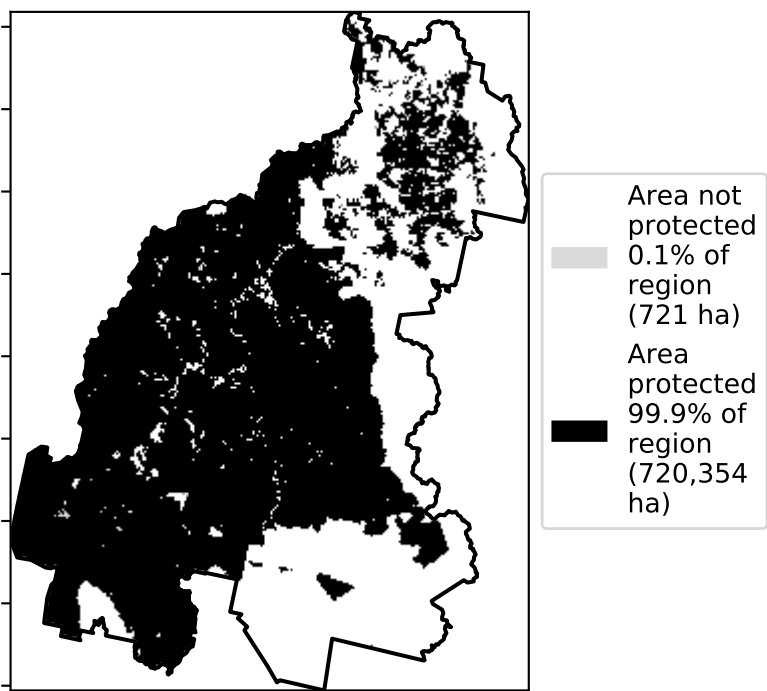 Area not
protected
0.1% of
region
(721 ha)
Area
protected
99.9% of
region
(720,354
ha)